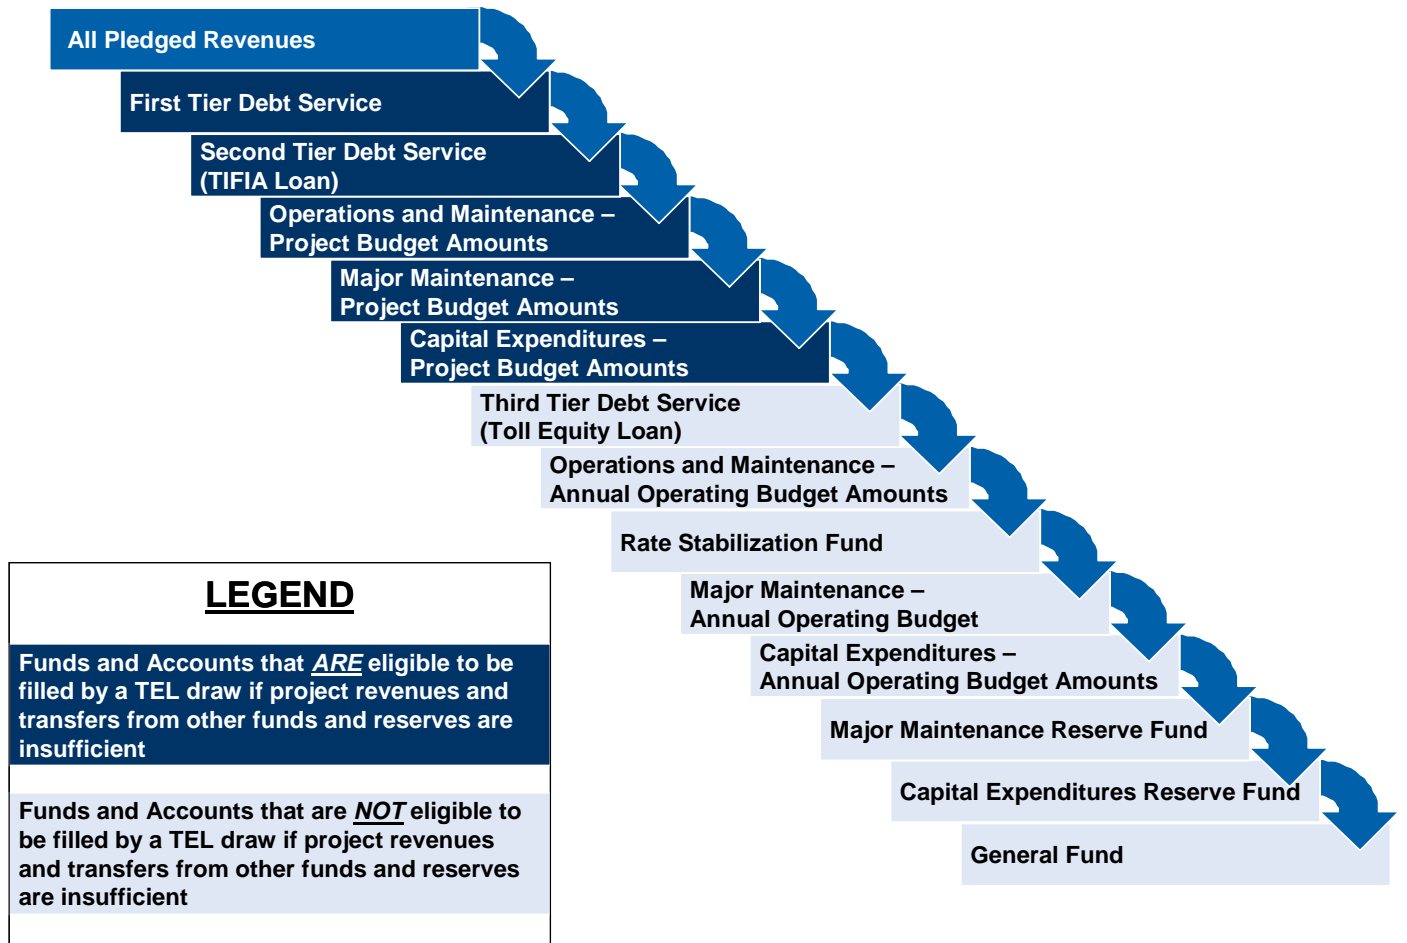 All Pledged Revenues
First Tier Debt Service
Second Tier Debt Service
(TIFIA Loan)
Operations and Maintenance –
Project Budget Amounts
Major Maintenance –
Project Budget Amounts
Capital Expenditures –
Project Budget Amounts
Third Tier Debt Service
(Toll Equity Loan)
Operations and Maintenance –
Annual Operating Budget Amounts
Rate Stabilization Fund
Major Maintenance –
Annual Operating Budget
Capital Expenditures –
Annual Operating Budget Amounts
Major Maintenance Reserve Fund
Capital Expenditures Reserve Fund
General Fund
LEGEND
Funds and Accounts that ARE eligible to be
filled by a TEL draw if project revenues and
transfers from other funds and reserves are
insufficient
Funds and Accounts that are NOT eligible to
be filled by a TEL draw if project revenues
and transfers from other funds and reserves
are insufficient